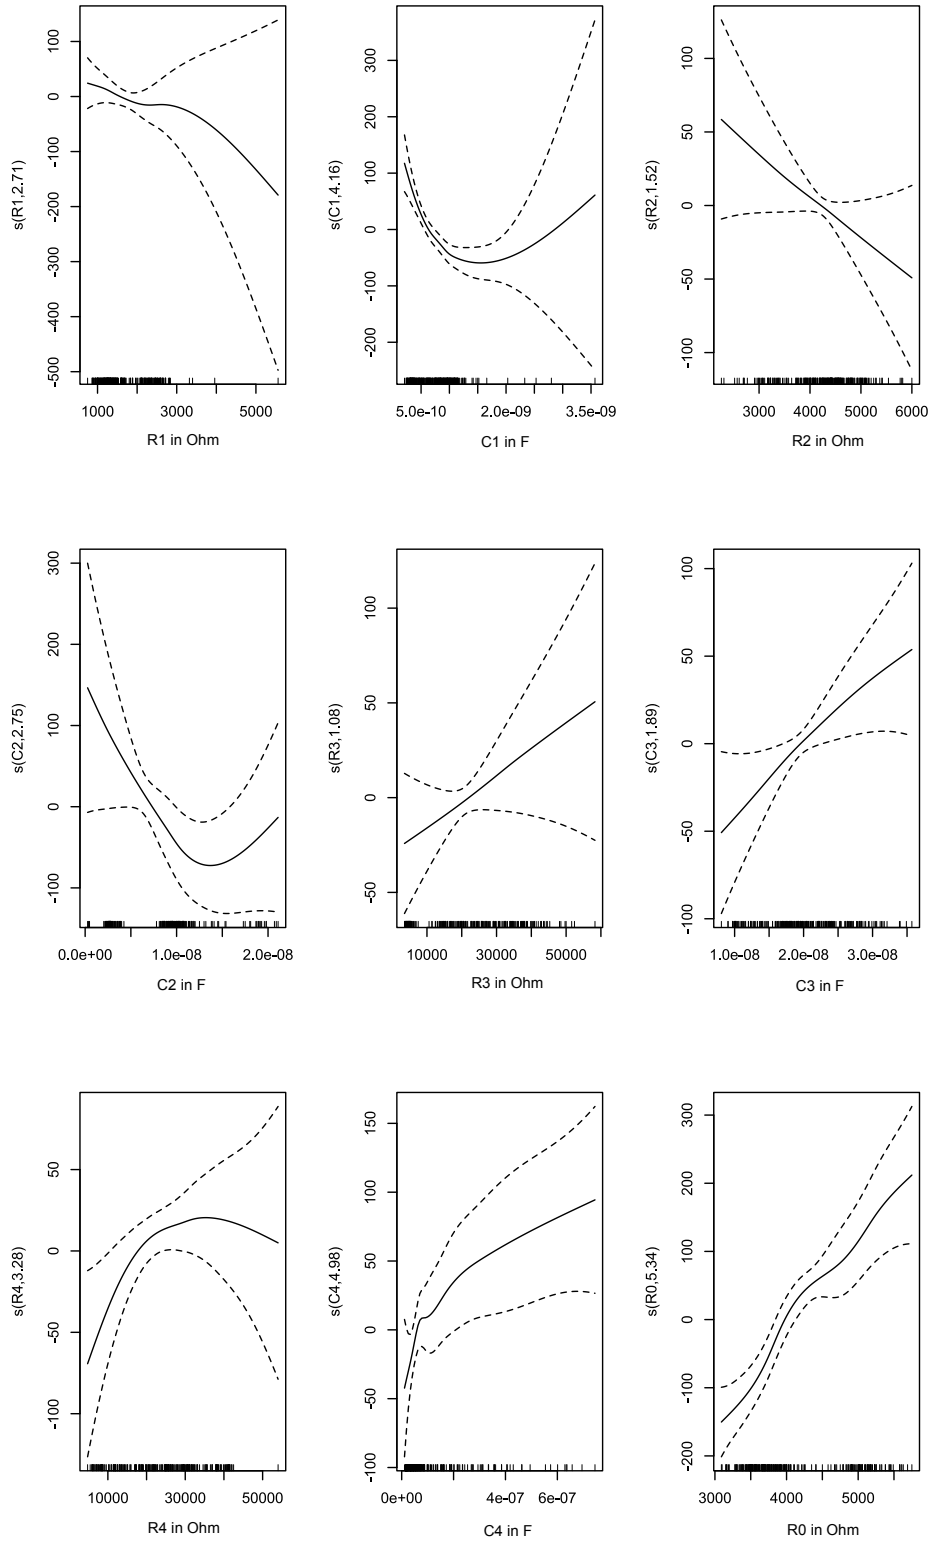 100
0
-100
-200
-300
-400
-500
s(R1,2.71)
1000 3000 5000
R1 in Ohm
300
200
100
0
-100
-200
s(C1,4.16)
5.0e-10 2.0e-09 3.5e-09
C1 in F
100
50
0
-50
-100
s(R2,1.52)
3000 4000 5000 6000
R2 in Ohm
300
200
100
0
-100
s(C2,2.75)
0.0e+00 1.0e-08 2.0e-08
C2 in F
100
50
0
-50
s(R3,1.08)
10000 30000 50000
R3 in Ohm
100
50
0
-50
-100
s(C3,1.89)
1.0e-08 2.0e-08 3.0e-08
C3 in F
50
0
-50
-100
s(R4,3.28)
10000 30000 50000
R4 in Ohm
150
100
50
0
-50
-100
s(C4,4.98)
0e+00 4e-07 6e-07
C4 in F
300
200
100
0
-100
-200
s(R0,5.34)
3000 4000 5000
R0 in Ohm